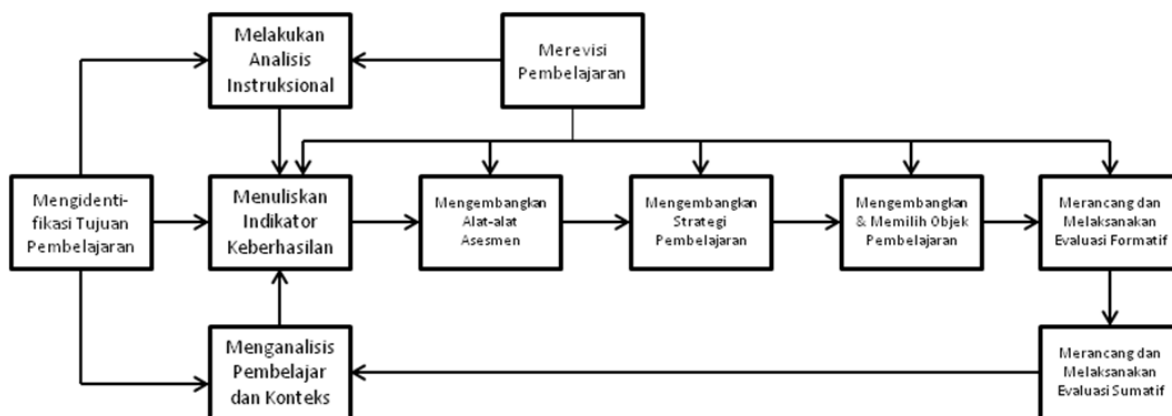 Melakukan
Analisis
Instruksional
Merevisi
Pembelajaran
Mengidenti-
fikasi Tujuan
Pembelajaran
Menuliskan
Indikator
Keberhasilan
Mengembangkan
Alat-alat
Asesmen
Mengembangkan
Strategi
Pembelajaran
Mengembangkan
& Memilih Objek
Pembelajaran
Merancang dan
Melaksanakan
Evaluasi Formatif
Menganalisis
Pembelajar
dan Konteks
Merancang dan
Melaksanakan
Evaluasi Sumatif